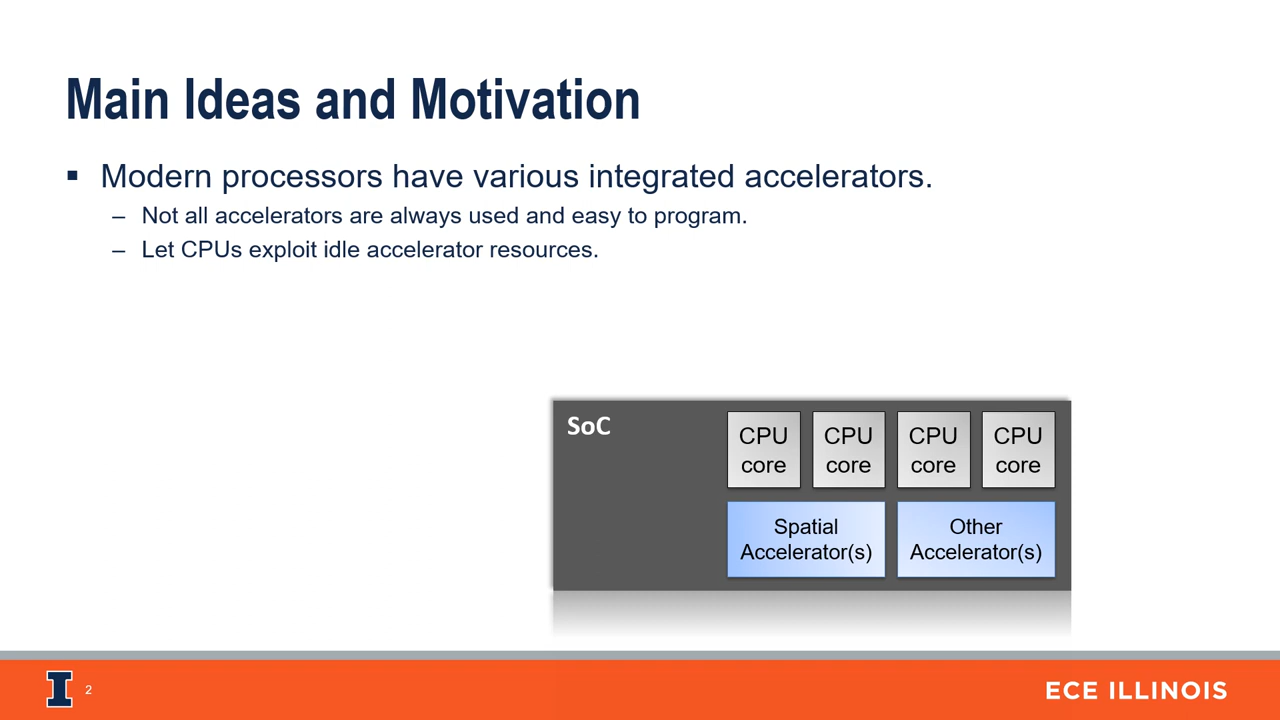 Main Ideas and Motivation
▪ Modern processors have various integrated accelerators.
– Not all accelerators are always used and easy to program.
– Let CPUs exploit idle accelerator resources.
SoC
CPU core
CPU core
CPU core
CPU core
Spatial
Accelerator(s)
Other
Accelerator(s)
I
2
ECE ILLINOIS